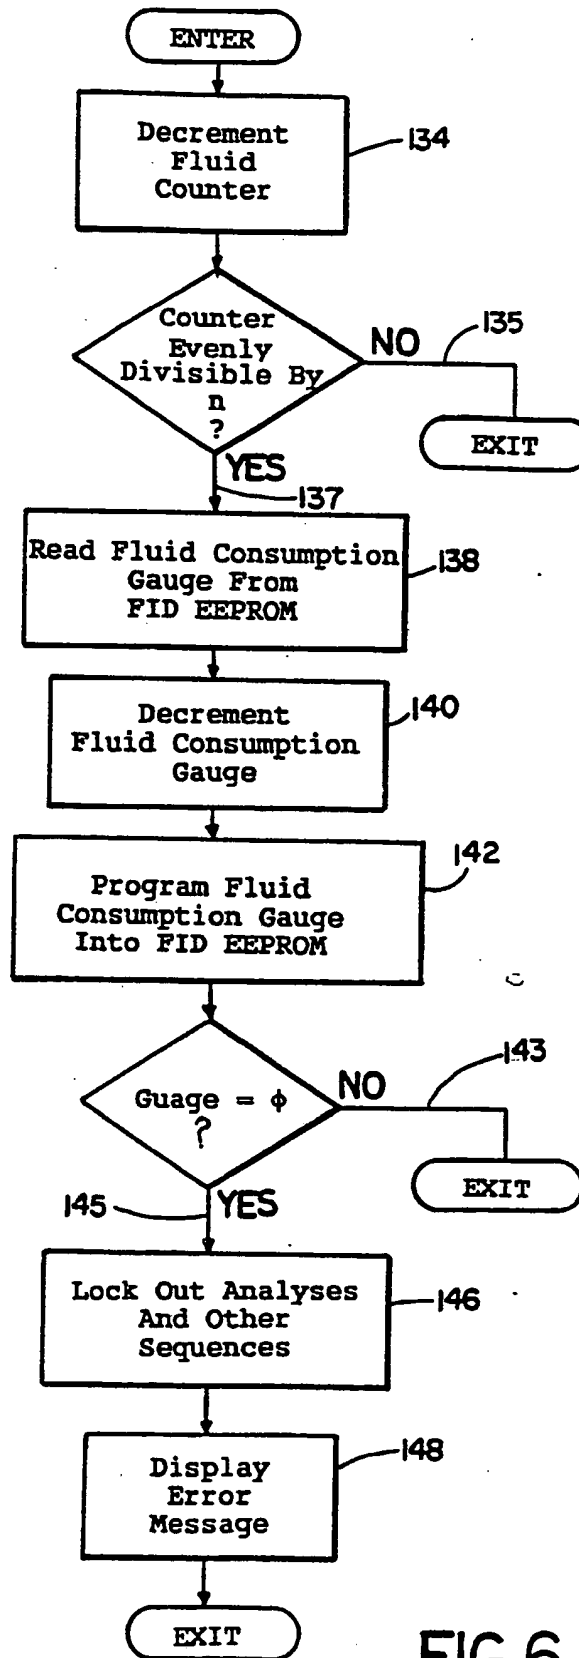 ENTER
Decrement
Fluid
Counter
134
Counter
Evenly
Divisible By
n
?
NO
135
EXIT
YES
137
Read Fluid Consumption
Gauge From
FID EEPROM
138
Decrement
Fluid Consumption
Gauge
140
Program Fluid
Consumption Gauge
Into FID EEPROM
142
Guage = ϕ
?
NO
143
EXIT
145
YES
Lock Out Analyses
And Other
Sequences
146
Display
Error
Message
148
EXIT
FIG.6